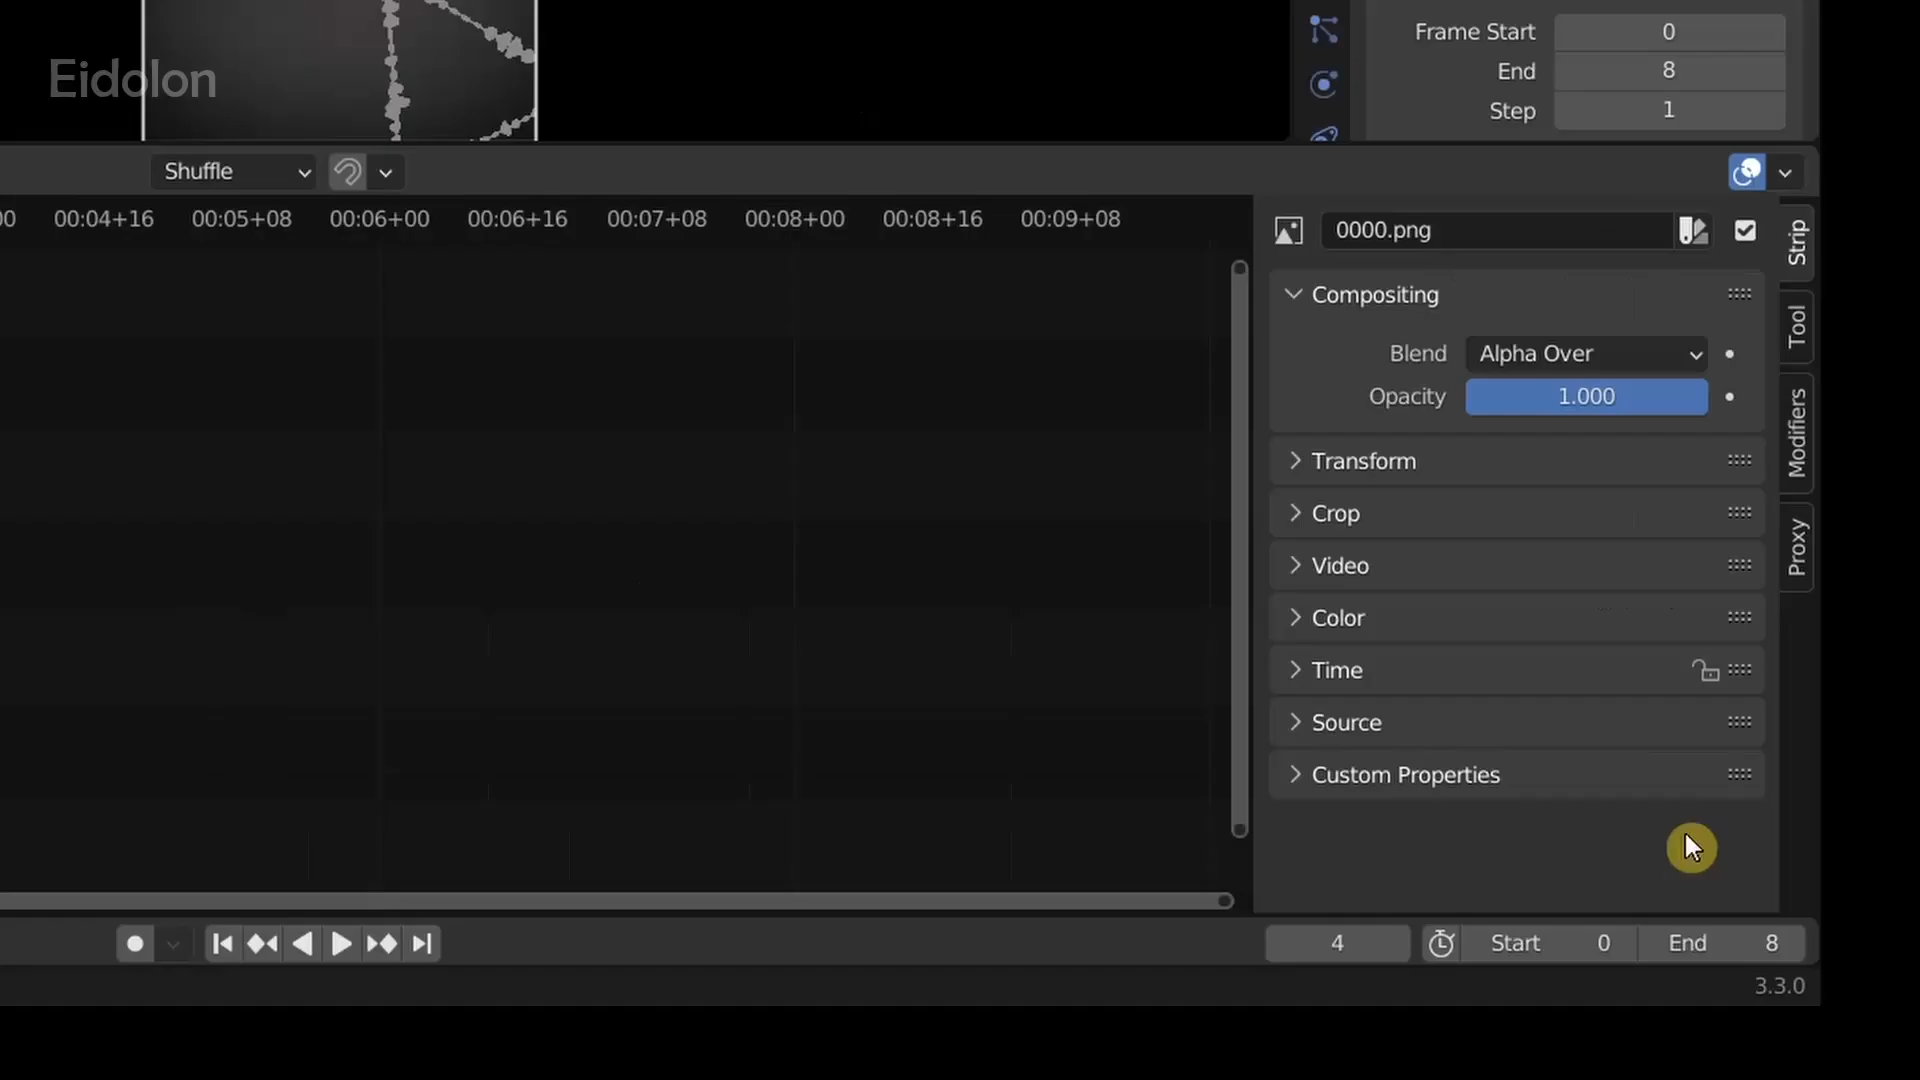 Eidolon
Frame Start 0
End 8
Step 1
Shuffle
00 00:04+16 00:05+08 00:06+00 00:06+16 00:07+08 00:08+00 00:08+16 00:09+08
0000.png
Strip
Tool
Modifiers
Proxy
Compositing
Blend Alpha Over
Opacity 1.000
Transform
Crop
Video
Color
Time
Source
Custom Properties
4 Start 0 End 8
3.3.0